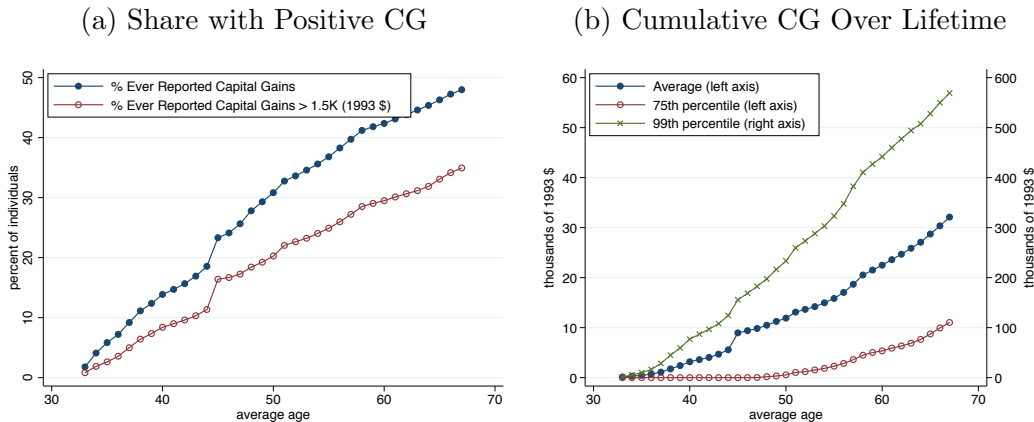 (a) Share with Positive CG
% Ever Reported Capital Gains
% Ever Reported Capital Gains > 1.5K (1993 $)
percent of individuals
50
40
30
20
10
0
30 40 50 60 70
average age
(b) Cumulative CG Over Lifetime
Average (left axis)
75th percentile (left axis)
99th percentile (right axis)
thousands of 1993 $
60
50
40
30
20
10
0
600
500
400
300
200
100
0
thousands of 1993 $
30 40 50 60 70
average age